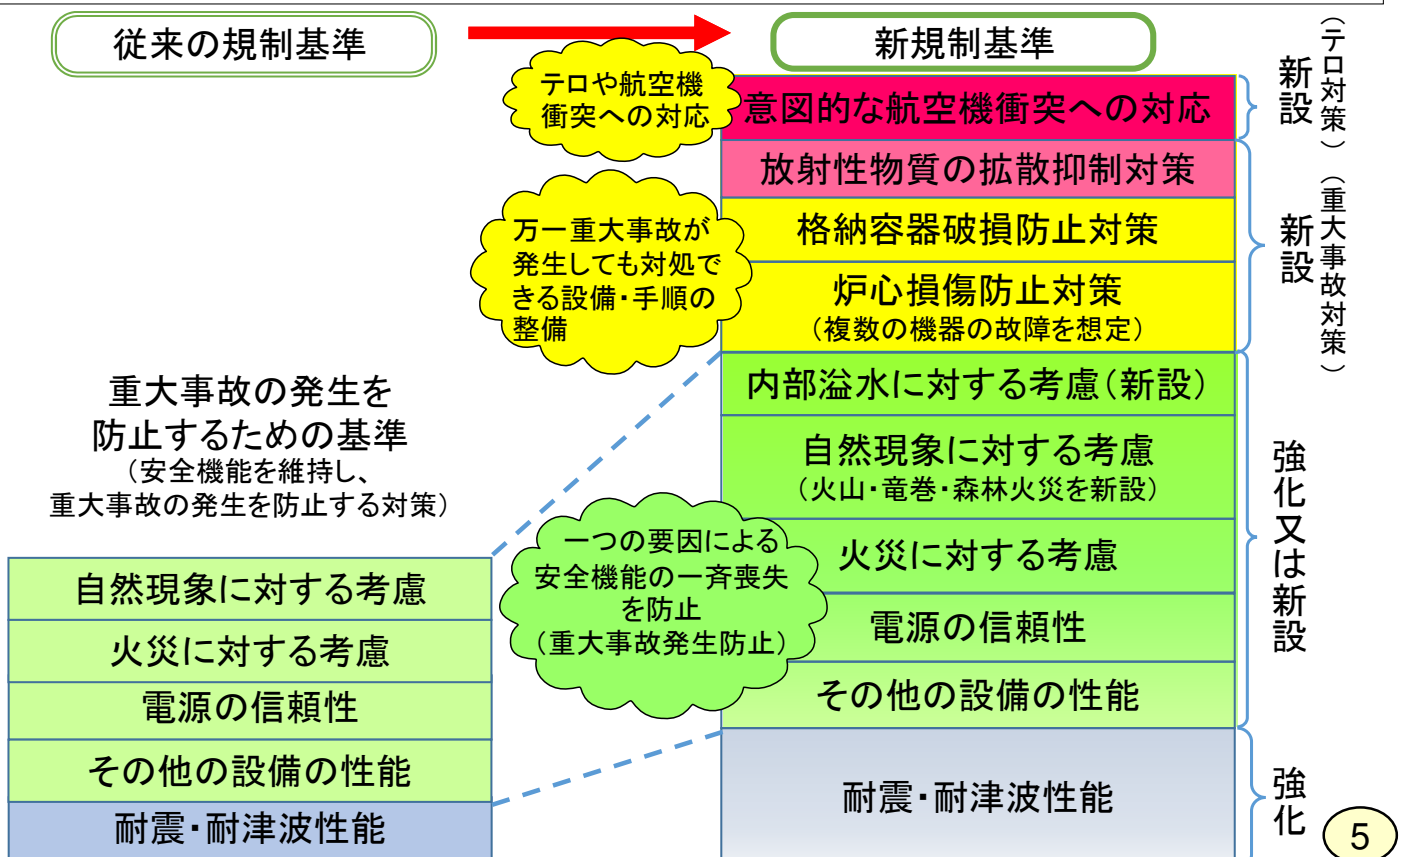 従来の規制基準
新規制基準
テロや航空機
衝突への対応
意図的な航空機衝突への対応
新設
（テロ対策）
放射性物質の拡散抑制対策
万一重大事故が
発生しても対処で
きる設備・手順の
整備
格納容器破損防止対策
炉心損傷防止対策
（複数の機器の故障を想定）
新設
（重大事故対策）
重大事故の発生を
防止するための基準
（安全機能を維持し、
重大事故の発生を防止する対策）
自然現象に対する考慮
火災に対する考慮
電源の信頼性
その他の設備の性能
耐震・耐津波性能
一つの要因による
安全機能の一斉喪失
を防止
（重大事故発生防止）
内部溢水に対する考慮（新設）
自然現象に対する考慮
（火山・竜巻・森林火災を新設）
火災に対する考慮
電源の信頼性
その他の設備の性能
強化又は新設
耐震・耐津波性能
強化
5